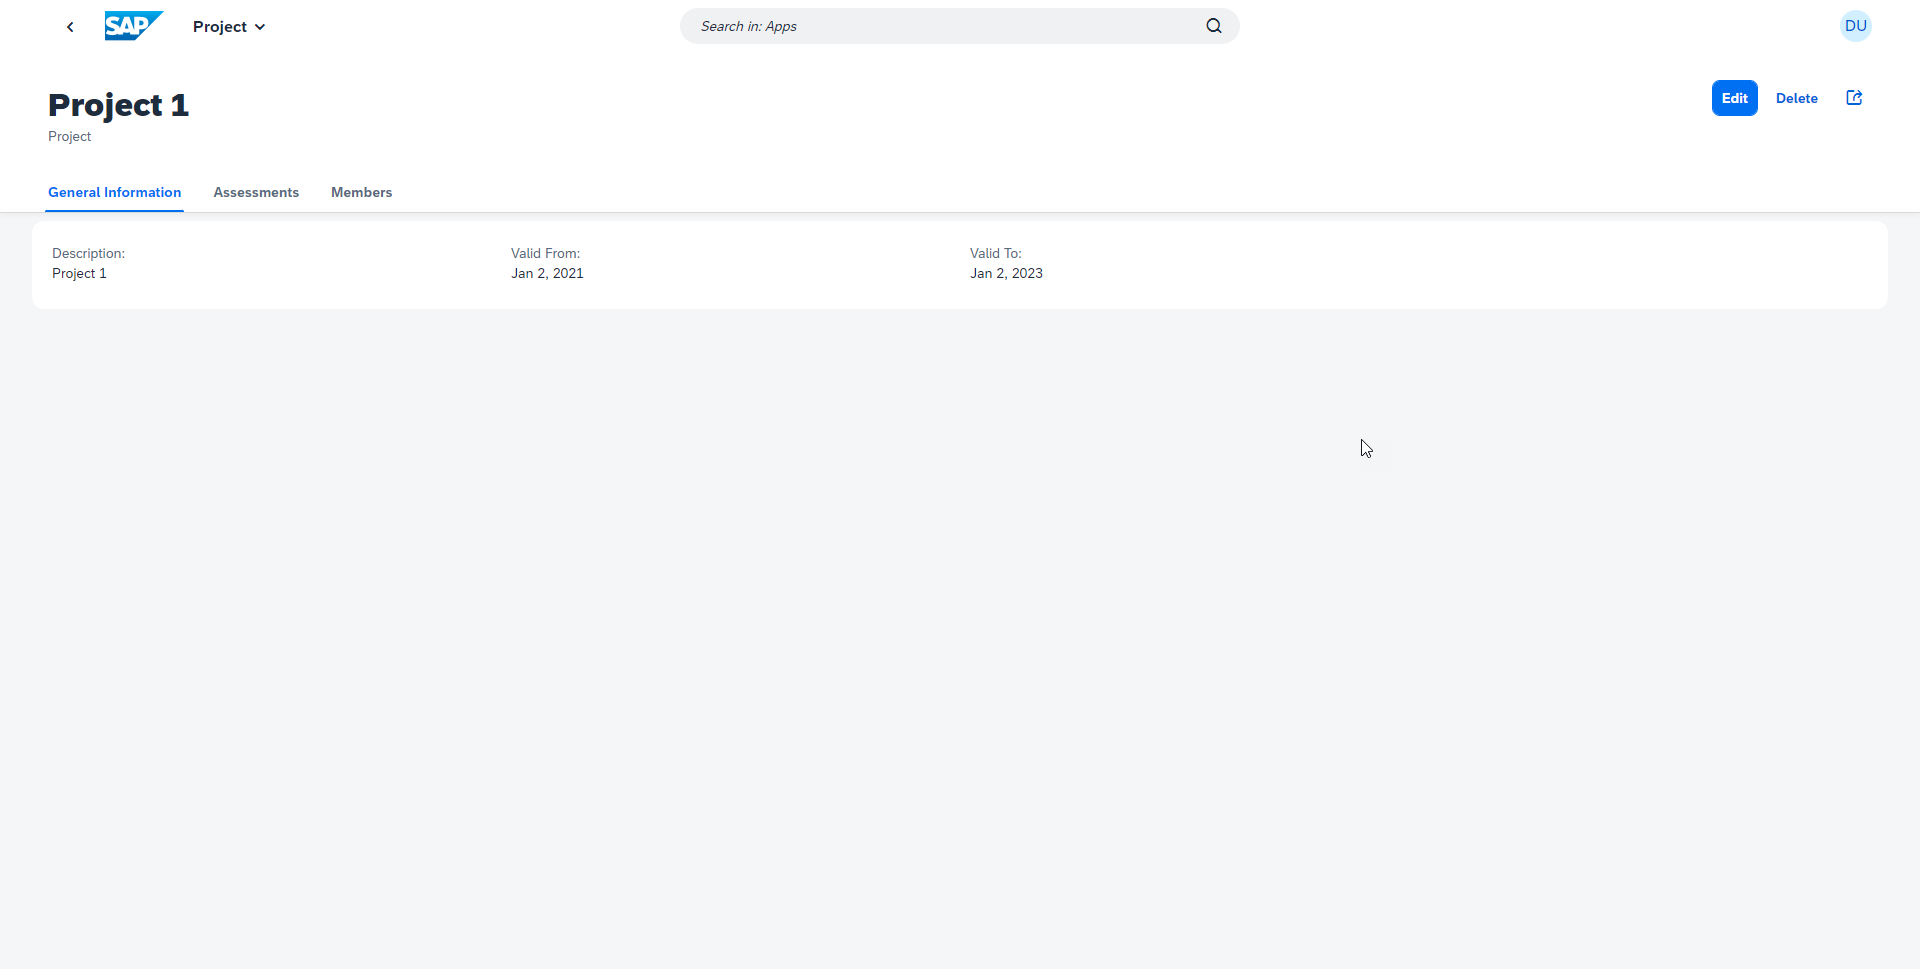 SAP
Project
Search in: Apps
DU
Project 1
Project
Edit
Delete
General Information
Assessments
Members
Description:
Project 1
Valid From:
Jan 2, 2021
Valid To:
Jan 2, 2023